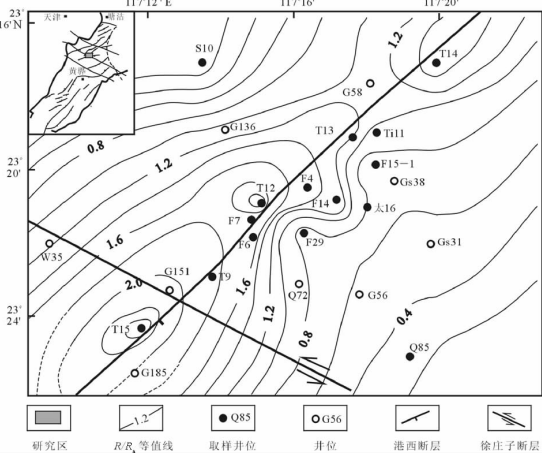 117°12′E
117°16′
117°20′
23°
16′N
天津
塘沽
黄骅
S10
T14
1.2
G58
G136
T13
Ti11
0.8
1.2
F15-1
23°
20′
F4
Gs38
T12
F14
太16
F7
F6
F29
1.6
W35
Gs31
2.0
G151
T9
1.6
Q72
G56
1.2
23°
24′
0.8
0.4
T15
Q85
G185
1.2
Q85
G56
研究区
等值线
取样井位
井位
港西断层
徐庄子断层